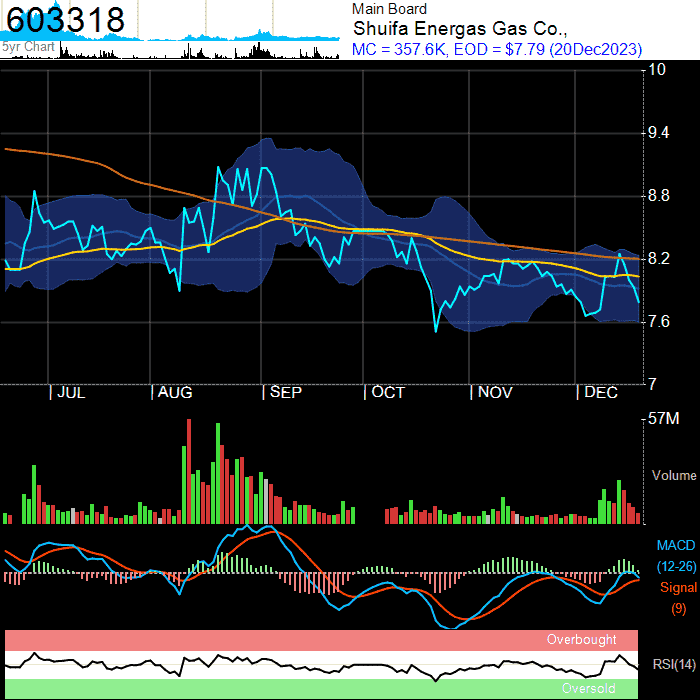 603318
5yr Chart
Main Board
Shuifa Energas Gas Co.,
MC = 357.6K, EOD = $7.79 (20Dec2023)
10
9.4
8.8
8.2
7.6
7
| JUL | AUG | SEP | OCT | NOV | DEC
57M
Volume
MACD
(12-26)
Signal
(9)
Overbought
RSI(14)
Oversold